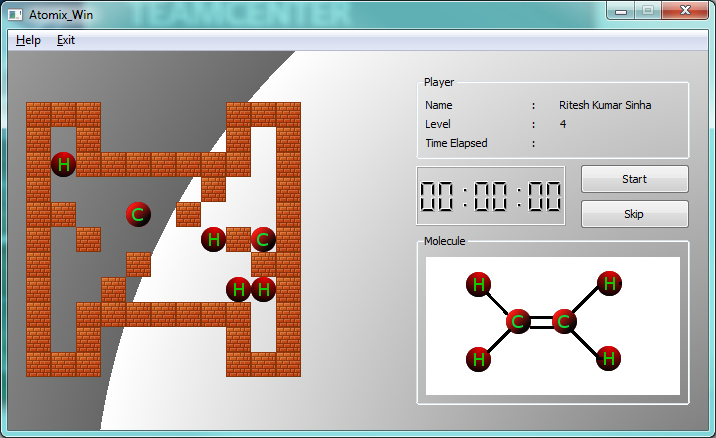 TEAMCENTER
Atomix_Win
Help Exit
Player
Name : Ritesh Kumar Sinha
Level : 4
Time Elapsed :
00:00:00
Start
Skip
Molecule
H
C
H C
H H
H H
C C
H H